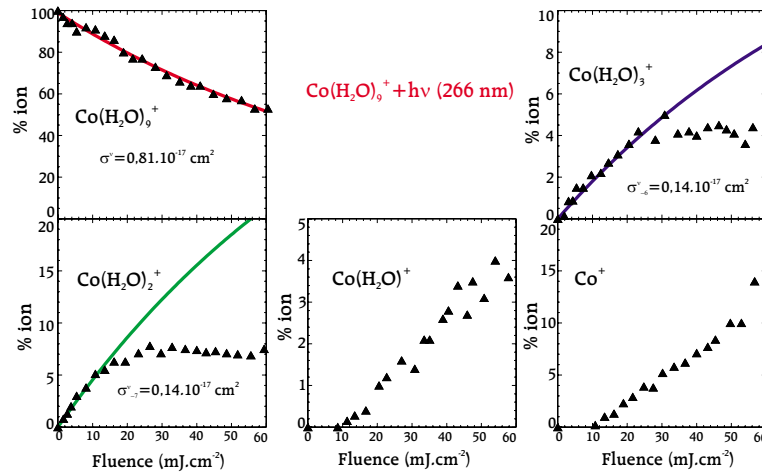 100
80
60
40
20
0
% ion
Co(H₂O)₉⁺
σᵛ=0,81.10⁻¹⁷ cm²
Co(H₂O)₉⁺+hν (266 nm)
10
8
6
4
2
0
% ion
Co(H₂O)₃⁺
σᵛ₋₆=0,14.10⁻¹⁷ cm²
20
15
10
5
0
% ion
Co(H₂O)₂⁺
σᵛ₋₇=0,14.10⁻¹⁷ cm²
0 10 20 30 40 50 60
Fluence (mJ.cm⁻²)
5
4
3
2
1
0
% ion
Co(H₂O)⁺
0 10 20 30 40 50 60
Fluence (mJ.cm⁻²)
20
15
10
5
0
% ion
Co⁺
0 10 20 30 40 50 60
Fluence (mJ.cm⁻²)